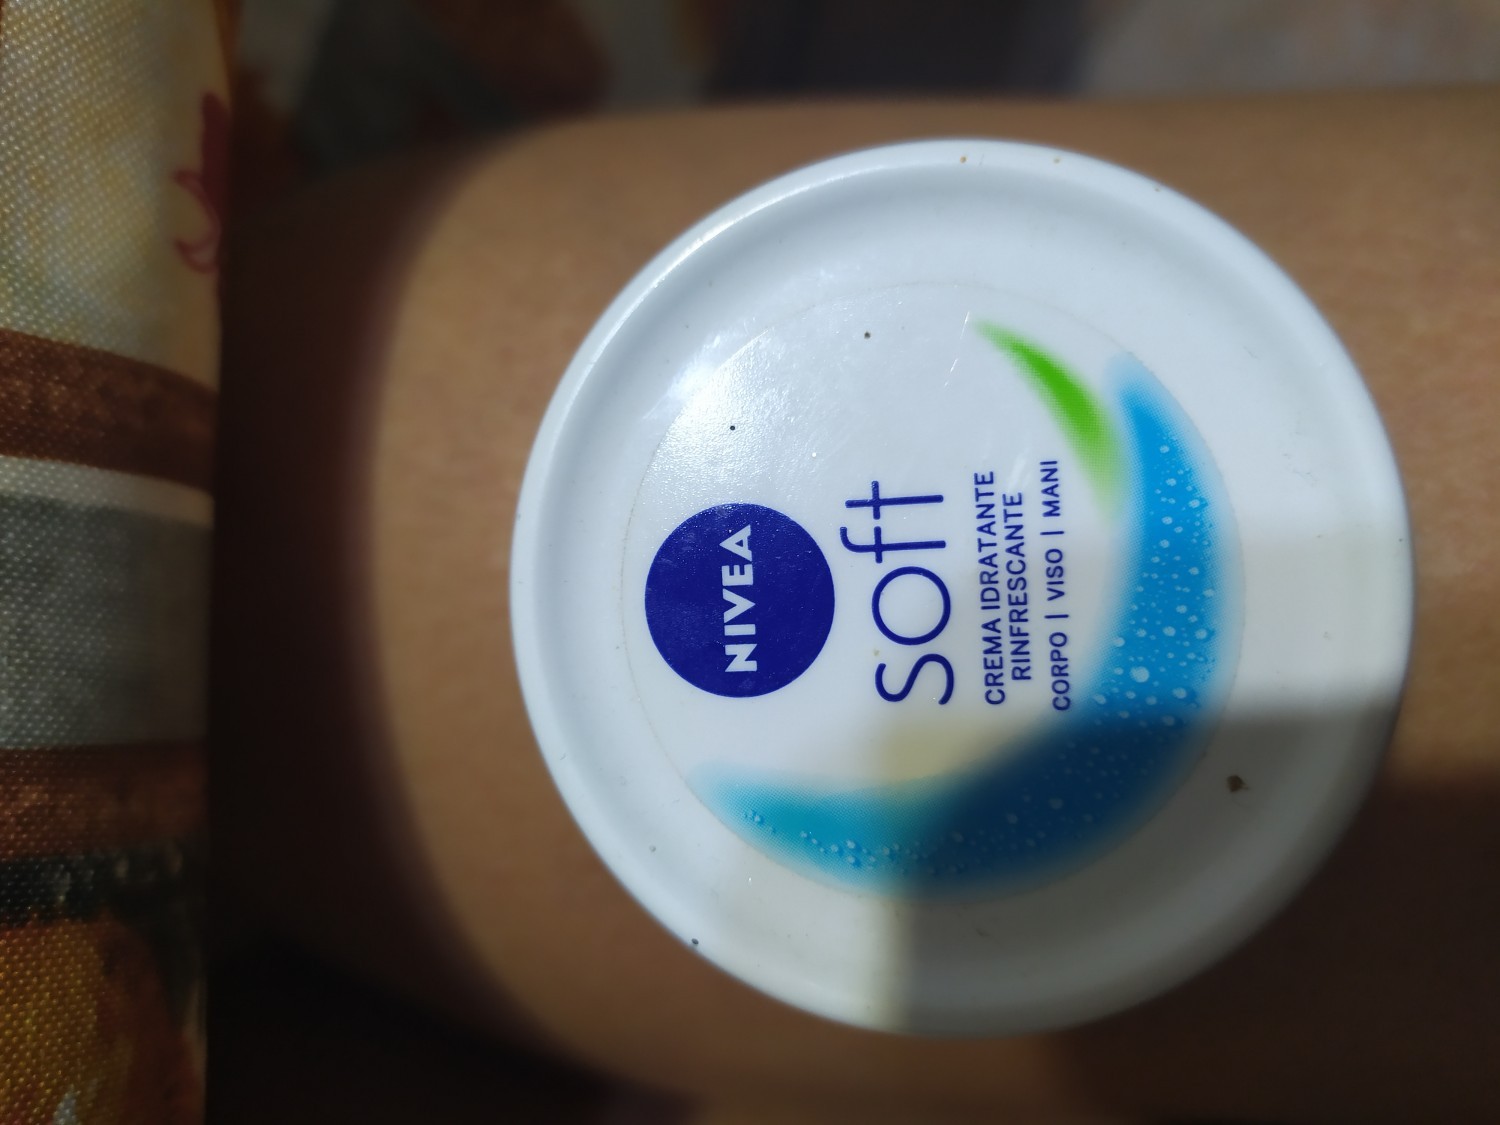 NIVEA
soft
CREMA IDRATANTE
RINFRESCANTE
CORPO | VISO | MANI